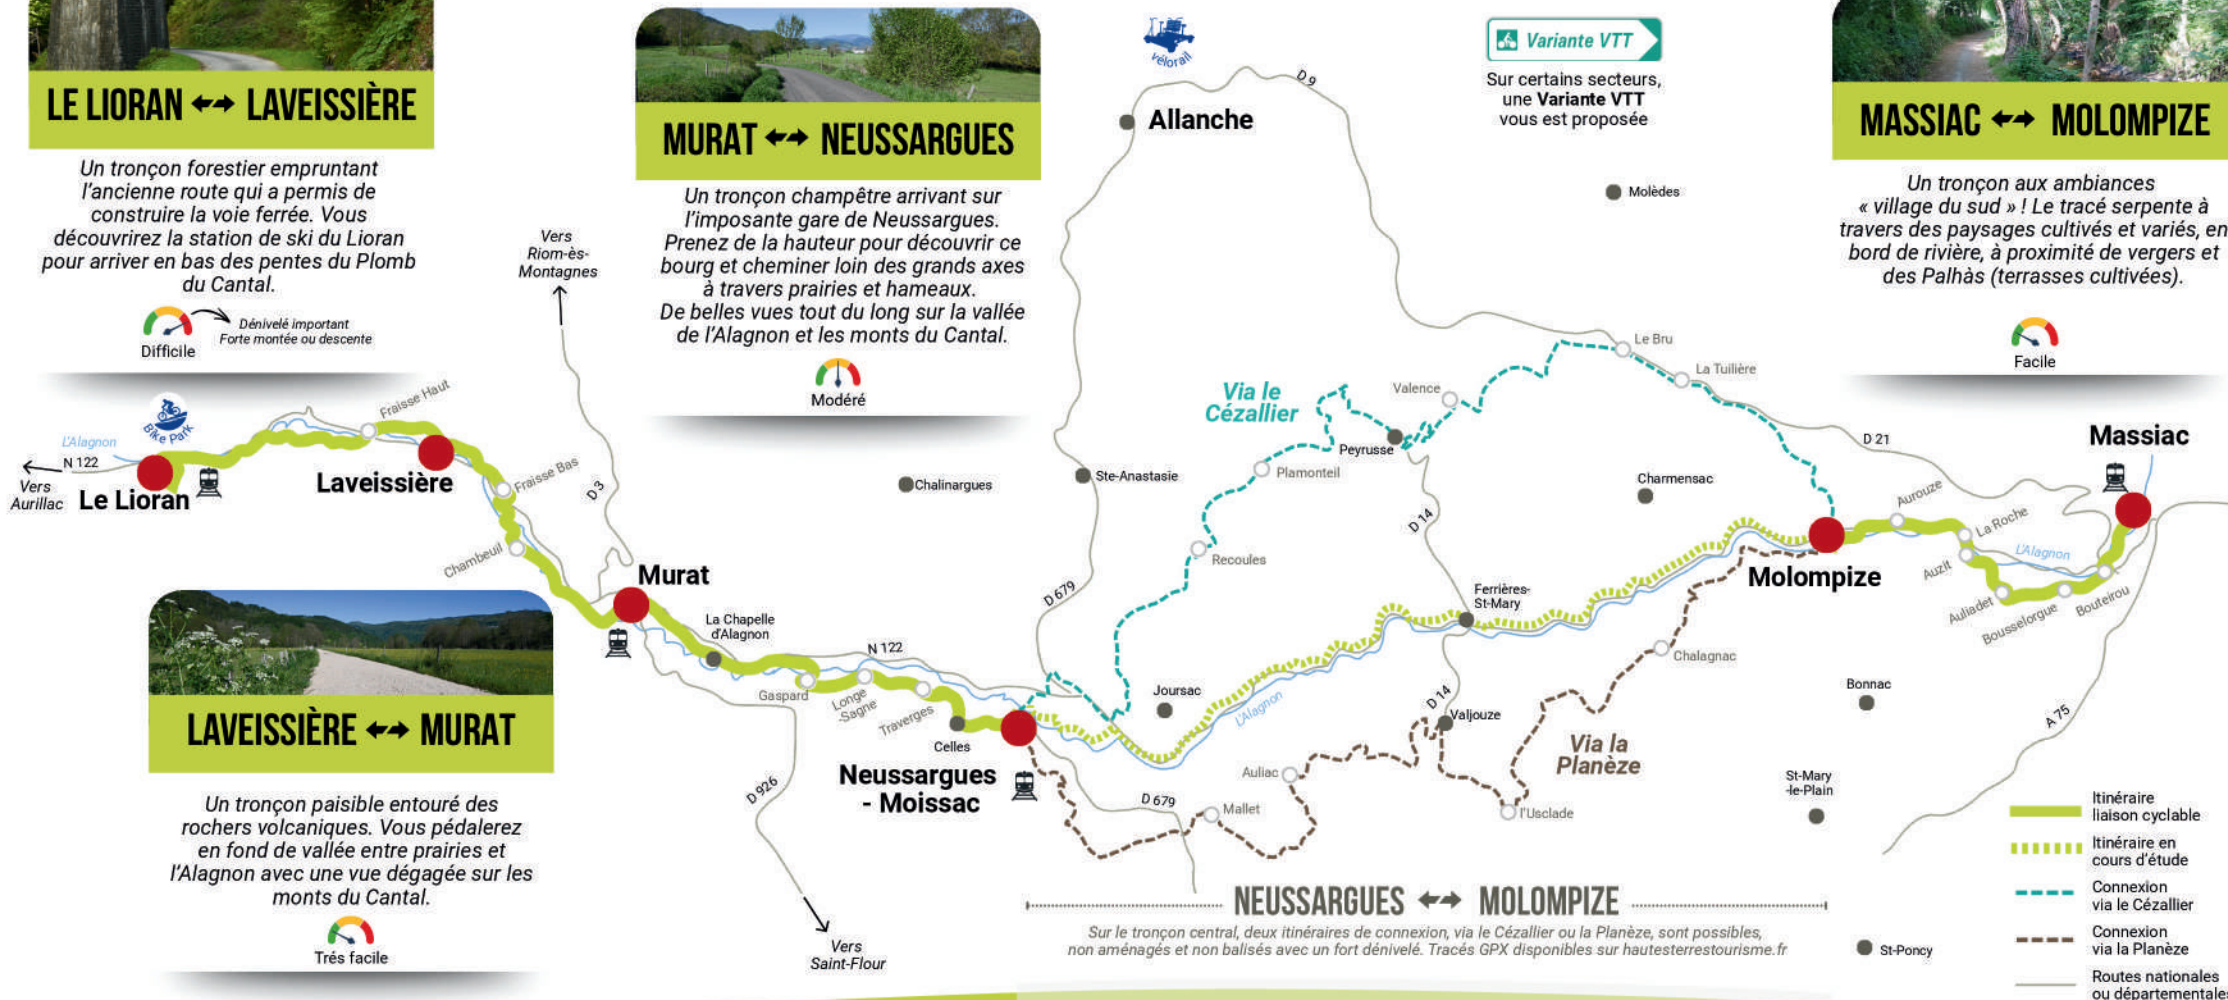 LE LIORAN ↔ LAVEISSIÈRE
Un tronçon forestier empruntant
l'ancienne route qui a permis de
construire la voie ferrée. Vous
découvrirez la station de ski du Lioran
pour arriver en bas des pentes du Plomb
du Cantal.
Difficile
Dénivelé important
Forte montée ou descente
MURAT ↔ NEUSSARGUES
Un tronçon champêtre arrivant sur
l'imposante gare de Neussargues.
Prenez de la hauteur pour découvrir ce
bourg et cheminer loin des grands axes
à travers prairies et hameaux.
De belles vues tout du long sur la vallée
de l'Alagnon et les monts du Cantal.
Modéré
vélorail
Variante VTT
Sur certains secteurs,
une Variante VTT
vous est proposée
MASSIAC ↔ MOLOMPIZE
Un tronçon aux ambiances
« village du sud » ! Le tracé serpente à
travers des paysages cultivés et variés, en
bord de rivière, à proximité de vergers et
des Palhàs (terrasses cultivées).
Facile
LAVEISSIÈRE ↔ MURAT
Un tronçon paisible entouré des
rochers volcaniques. Vous pédalerez
en fond de vallée entre prairies et
l'Alagnon avec une vue dégagée sur les
monts du Cantal.
Trés facile
Bike Park
L'Alagnon
N 122
Vers
Aurillac
Le Lioran
Fraisse Haut
Laveissière
Fraisse Bas
Chambeuil
Vers
Riom-ès-
Montagnes
D 3
Murat
La Chapelle
d'Alagnon
N 122
Gaspard
Longe
-Sagne
Traverges
Celles
D 926
Vers
Saint-Flour
Neussargues
- Moissac
Chalinargues
Allanche
D 9
Ste-Anastasie
D 679
Via le
Cézallier
Recoules
Plamonteil
Peyrusse
Valence
Le Bru
La Tuilière
Molèdes
Charmensac
D 14
D 21
Joursac
L'Alagnon
Ferrières-
St-Mary
D 14
Valjouze
D 679
Mallet
Auliac
l'Usclade
Via la
Planèze
Chalagnac
Molompize
Aurouze
La Roche
Auzit
L'Alagnon
Auliadet
Bousselorgue
Bouteirou
Massiac
Bonnac
A 75
St-Mary
-le-Plain
St-Poncy
NEUSSARGUES ↔ MOLOMPIZE
Sur le tronçon central, deux itinéraires de connexion, via le Cézallier ou la Planèze, sont possibles,
non aménagés et non balisés avec un fort dénivelé. Tracés GPX disponibles sur hautesterrestourisme.fr
Itinéraire
liaison cyclable
Itinéraire en
cours d'étude
Connexion
via le Cézallier
Connexion
via la Planèze
Routes nationales
ou départementales